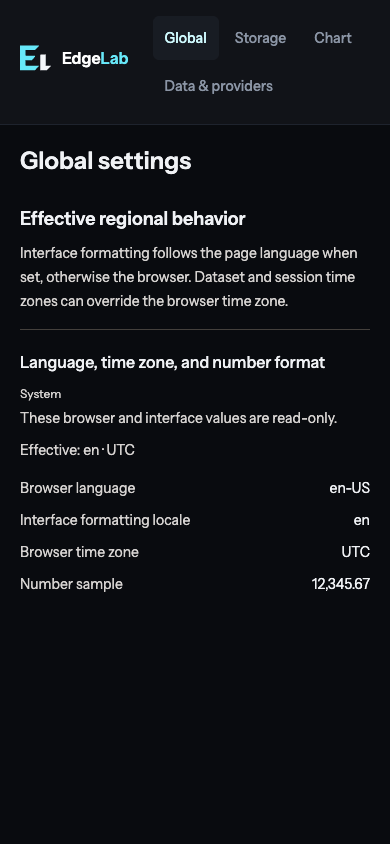 EL EdgeLab
Global Storage Chart
Data & providers
Global settings
Effective regional behavior
Interface formatting follows the page language when
set, otherwise the browser. Dataset and session time
zones can override the browser time zone.
Language, time zone, and number format
System
These browser and interface values are read-only.
Effective: en · UTC
Browser language en-US
Interface formatting locale en
Browser time zone UTC
Number sample 12,345.67